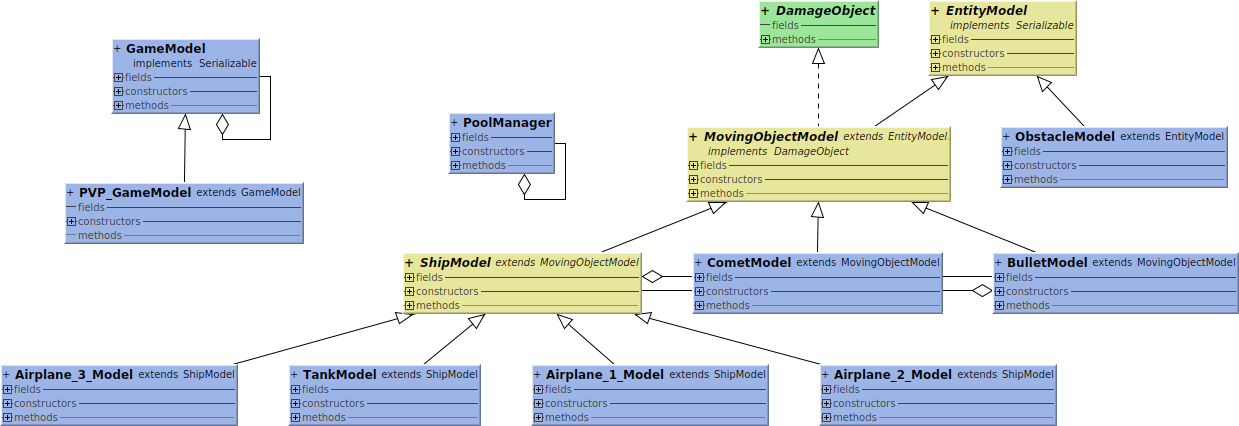 + DamageObject
fields
methods
+ EntityModel
implements Serializable
fields
constructors
methods
+ GameModel
implements Serializable
fields
constructors
methods
+ PoolManager
fields
constructors
methods
+ MovingObjectModel extends EntityModel
implements DamageObject
fields
constructors
methods
+ ObstacleModel extends EntityModel
fields
constructors
methods
+ PVP_GameModel extends GameModel
fields
constructors
methods
+ ShipModel extends MovingObjectModel
fields
constructors
methods
+ CometModel extends MovingObjectModel
fields
constructors
methods
+ BulletModel extends MovingObjectModel
fields
constructors
methods
+ Airplane_3_Model extends ShipModel
fields
constructors
methods
+ TankModel extends ShipModel
fields
constructors
methods
+ Airplane_1_Model extends ShipModel
fields
constructors
methods
+ Airplane_2_Model extends ShipModel
fields
constructors
methods